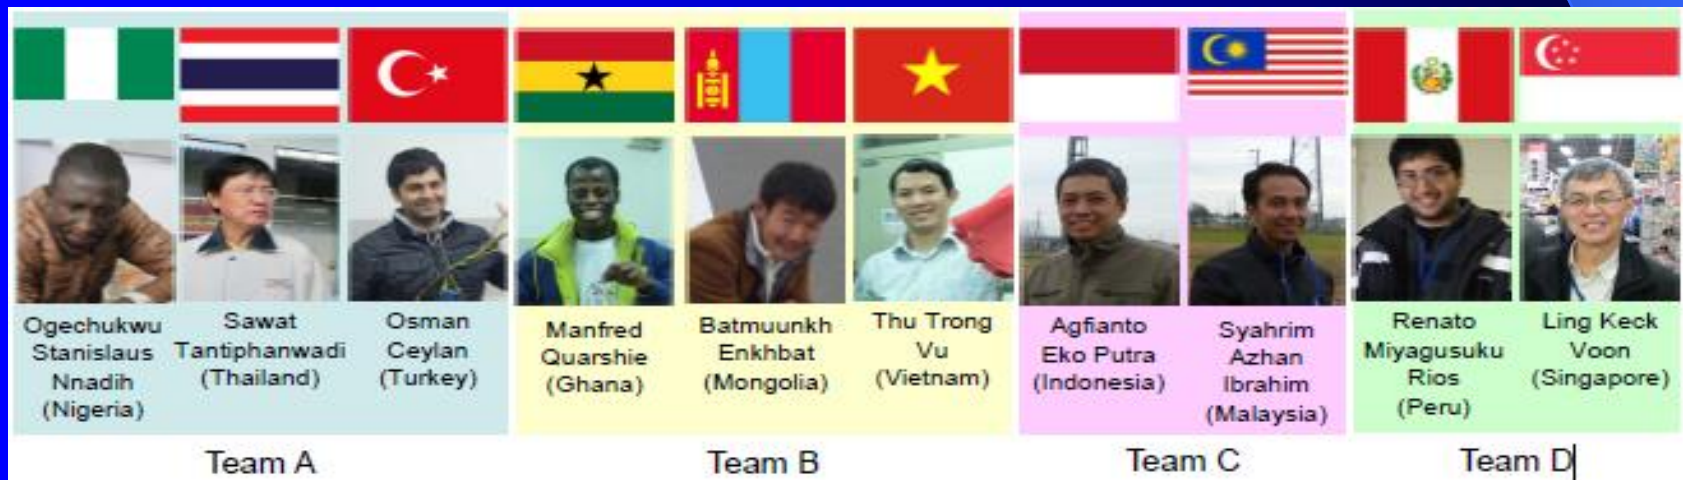 Ogechukwu
Stanislaus
Nnadih
(Nigeria)
Sawat
Tantiphanwadi
(Thailand)
Osman
Ceylan
(Turkey)
Manfred
Quarshie
(Ghana)
Batmuunkh
Enkhbat
(Mongolia)
Thu Trong
Vu
(Vietnam)
Agfianto
Eko Putra
(Indonesia)
Syahrim
Azhan
Ibrahim
(Malaysia)
Renato
Miyagusuku
Rios
(Peru)
Ling Keck
Voon
(Singapore)
Team A
Team B
Team C
Team D